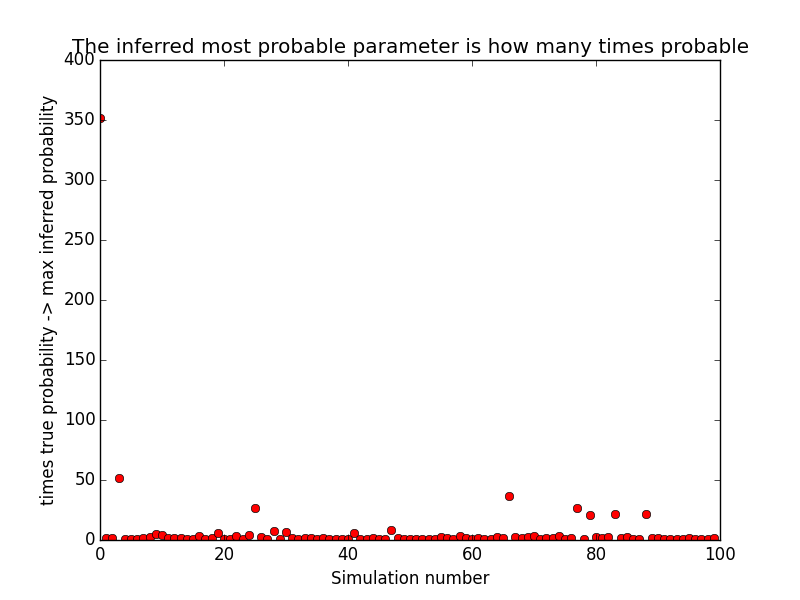 The inferred most probable parameter is how many times probable
400
350
300
250
200
150
100
50
0
times true probability -> max inferred probability
0 20 40 60 80 100
Simulation number